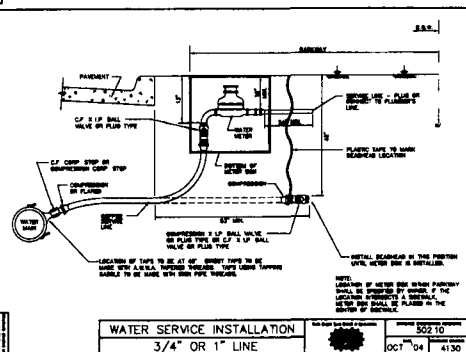 PARKWAY
PAVEMENT
C.F. X I.P. BALL
VALVE OR PLUG TYPE
SERVICE LINE - PLUG OR
CONNECT TO PLUMBER'S
LINE.
WATER
METER
PLASTIC TAPE TO MARK
DEADHEAD LOCATION
C.F. CORP STOP OR
COMPRESSION CORP STOP
COMPRESSION
OR FLARED
BOTTOM OF
METER BOX
COMPRESSION
WATER
MAIN
COPPER
SERVICE
LINE
MIN.
COMPRESSION X I.P. BALL
VALVE OR PLUG TYPE OR C.F. X I.P. BALL
VALVE OR PLUG TYPE
LOCATION OF TAPS TO BE AT 45° DIRECT TAPS TO BE
MADE WITH A.W.W.A. TAPERED THREADS. TAPS USING TAPPING
SADDLE TO BE MADE WITH IRON PIPE THREADS.
INSTALL DEADHEAD IN THIS POSITION
UNTIL METER BOX IS INSTALLED.
NOTE:
LOCATION OF METER BOX WITHIN PARKWAY
SHALL BE SPECIFIED BY OWNER. IF THE
LOCATION INTERSECTS A SIDEWALK,
METER BOX SHALL BE PLACED IN THE
CENTER OF SIDEWALK.
WATER SERVICE INSTALLATION
3/4" OR 1" LINE
502.10
OCT '04
4130